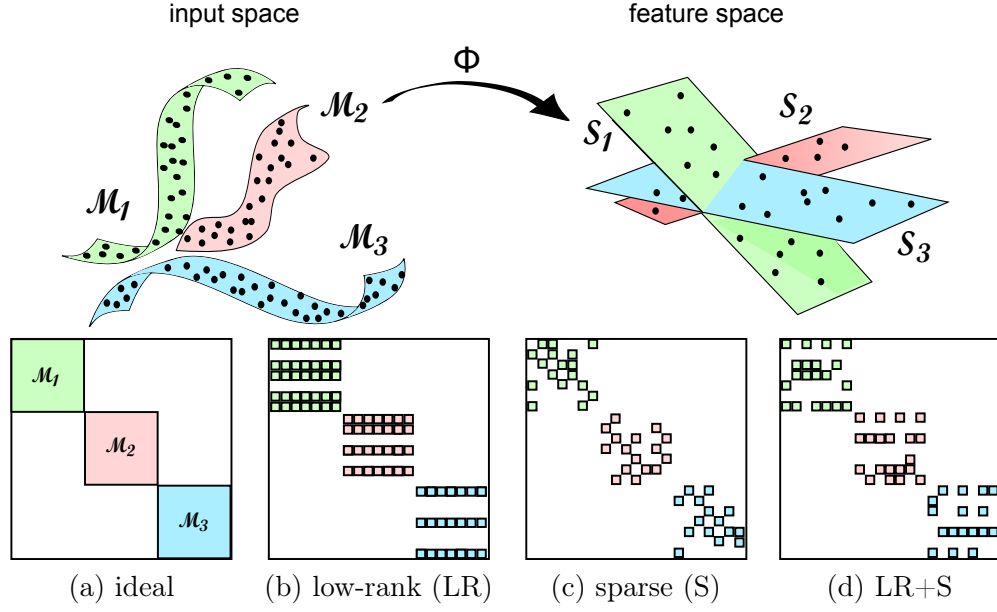 input space
feature space
Φ
M2
S1
S2
M1
M3
S3
M1
M2
M3
(a) ideal
(b) low-rank (LR)
(c) sparse (S)
(d) LR+S